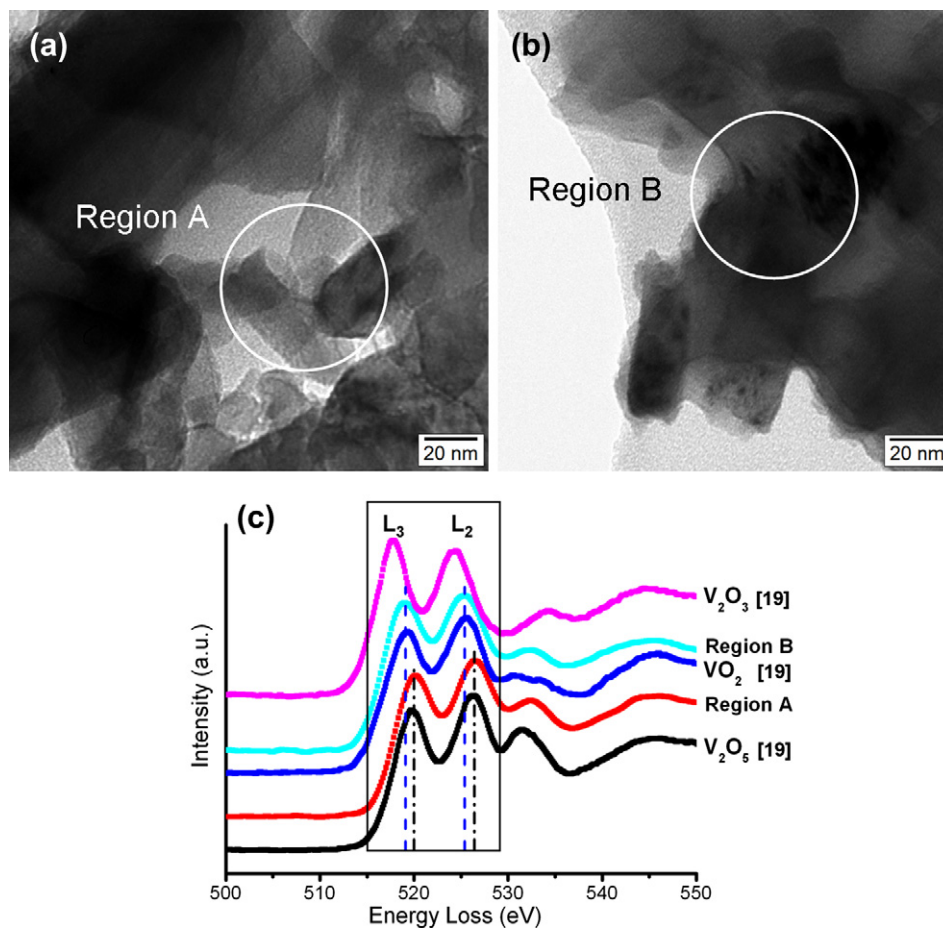 (a)
Region A
20 nm
(b)
Region B
20 nm
(c)
L₃ L₂
V₂O₃ [19]
Region B
VO₂ [19]
Region A
V₂O₅ [19]
Intensity (a.u.)
500 510 520 530 540 550
Energy Loss (eV)